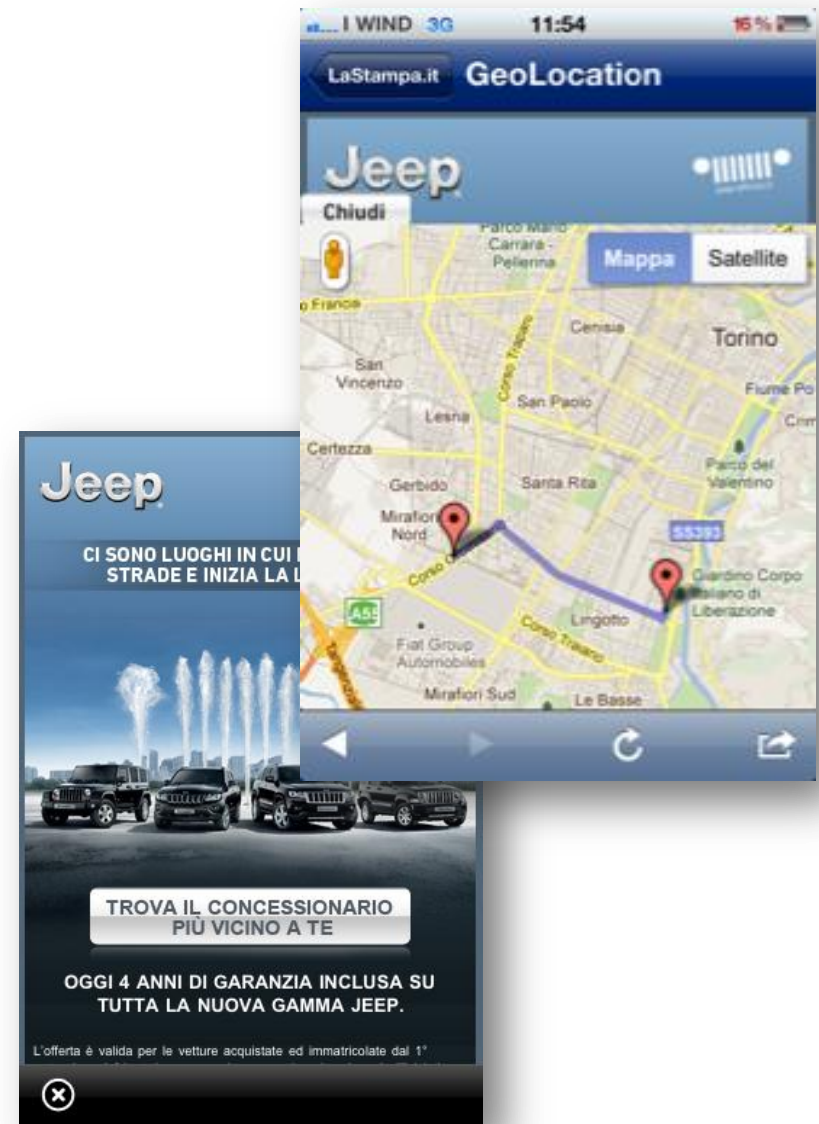 I WIND 3G 11:54 16%
LaStampa.it GeoLocation
Jeep
Chiudi
Parco Mario
Carrara -
Pellerina
Mappa Satellite
o Francia
Cenisia
Torino
Corso Trapani
San
Vincenzo
Fiume Po
San Paolo
Lesna
Certezza
Parco del
Valentino
Gerbido
Santa Rita
Mirafiori
Nord
SS393
Corso
Giardino Corpo
Italiano di
Liberazione
A55
Lingotto
Corso Traiano
Fiat Group
Automobiles
Tangenziale
Mirafiori Sud
Le Basse
Jeep
CI SONO LUOGHI IN CUI
STRADE E INIZIA LA L
TROVA IL CONCESSIONARIO
PIÙ VICINO A TE
OGGI 4 ANNI DI GARANZIA INCLUSA SU
TUTTA LA NUOVA GAMMA JEEP.
L'offerta è valida per le vetture acquistate ed immatricolate dal 1°